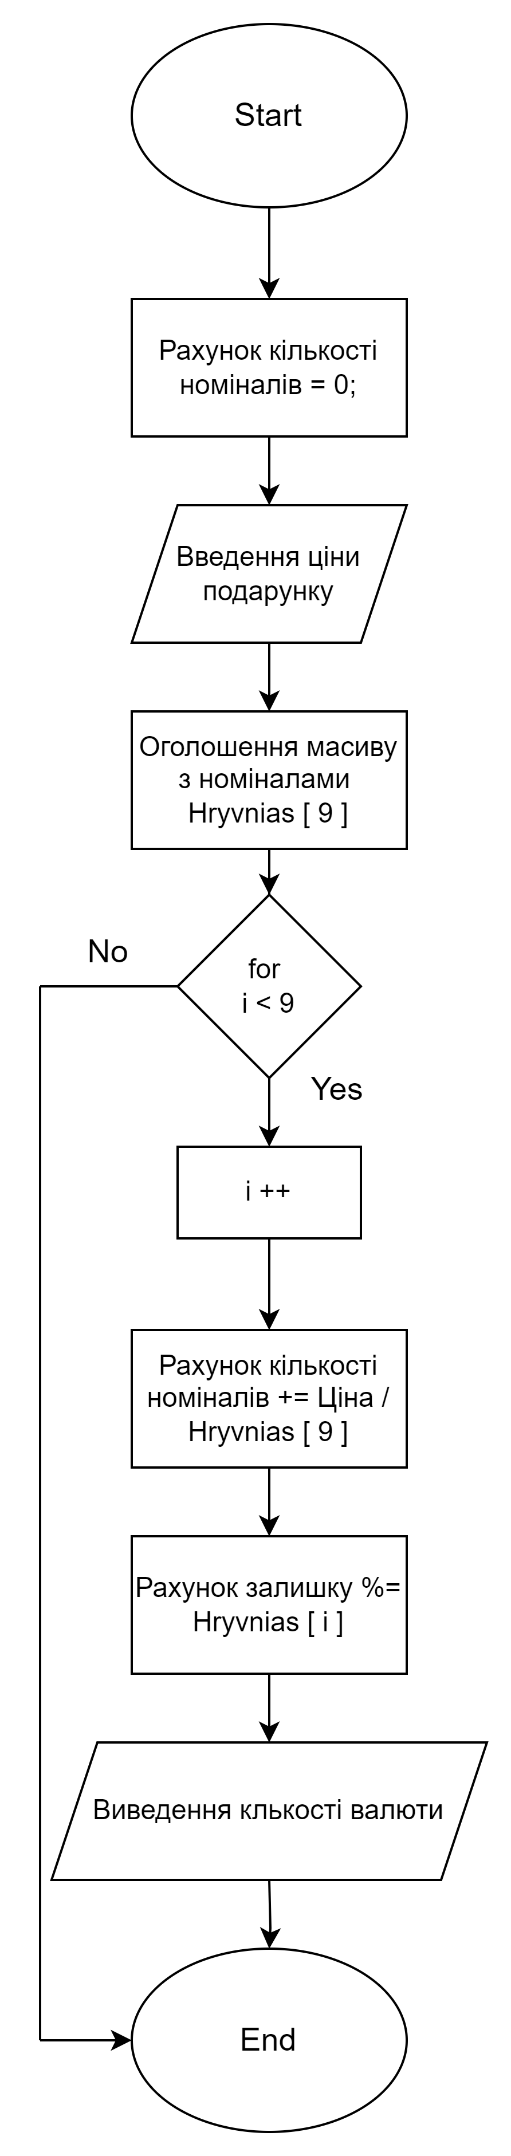 Start
Рахунок кількості
номіналів = 0;
Введення ціни
подарунку
Оголошення масиву
з номіналами
Hryvnias [ 9 ]
No
for
i < 9
Yes
i ++
Рахунок кількості
номіналів += Ціна /
Hryvnias [ 9 ]
Рахунок залишку %=
Hryvnias [ i ]
Виведення клькості валюти
End